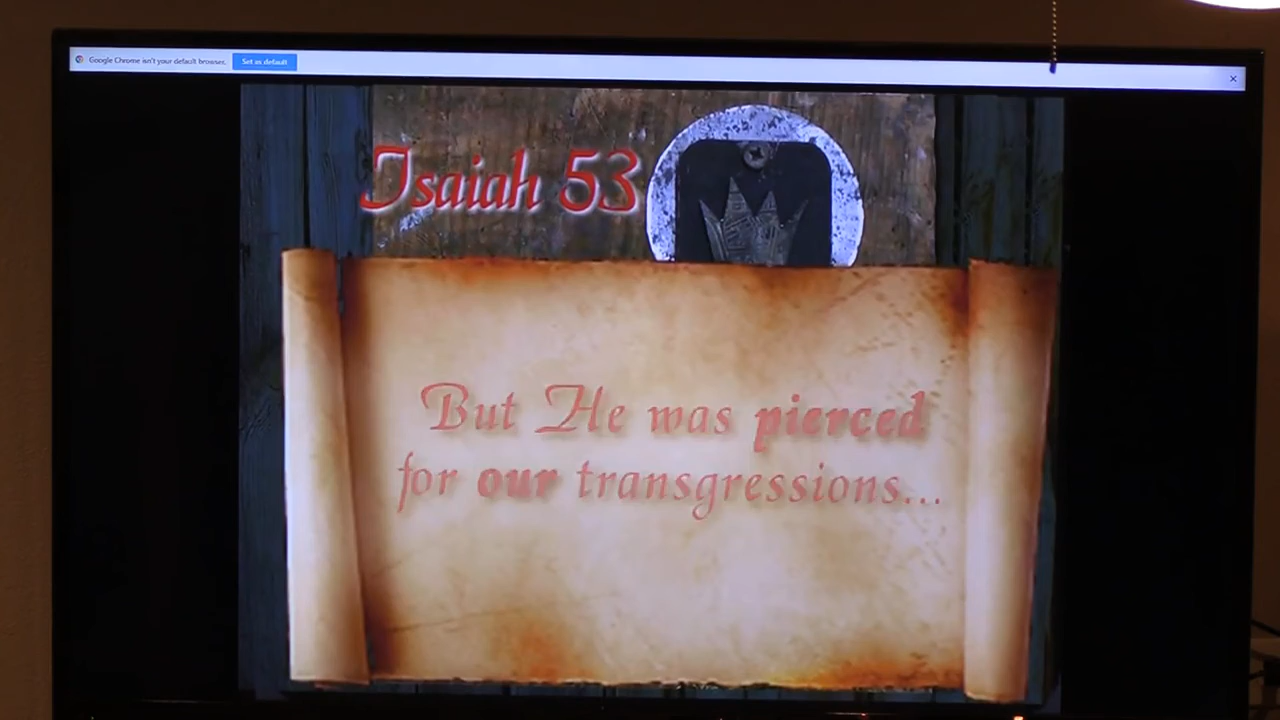 Google Chrome isn't your default browser. Set as default
Isaiah 53
But He was pierced
for our transgressions...